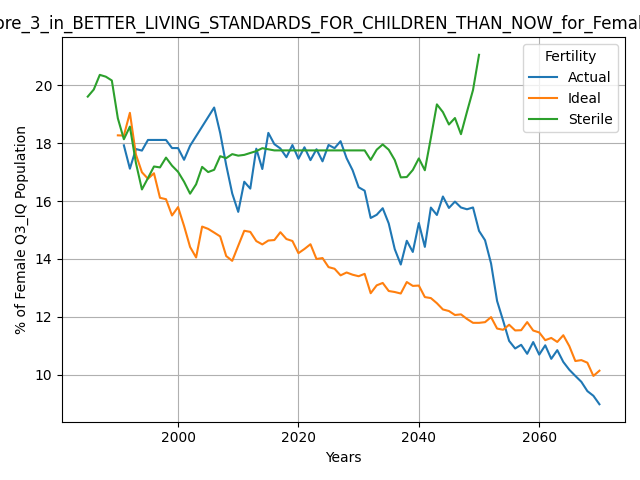 ore_3_in_BETTER_LIVING_STANDARDS_FOR_CHILDREN_THAN_NOW_for_Femal
Fertility
Actual
Ideal
Sterile
% of Female Q3_IQ Population
20
18
16
14
12
10
2000 2020 2040 2060
Years